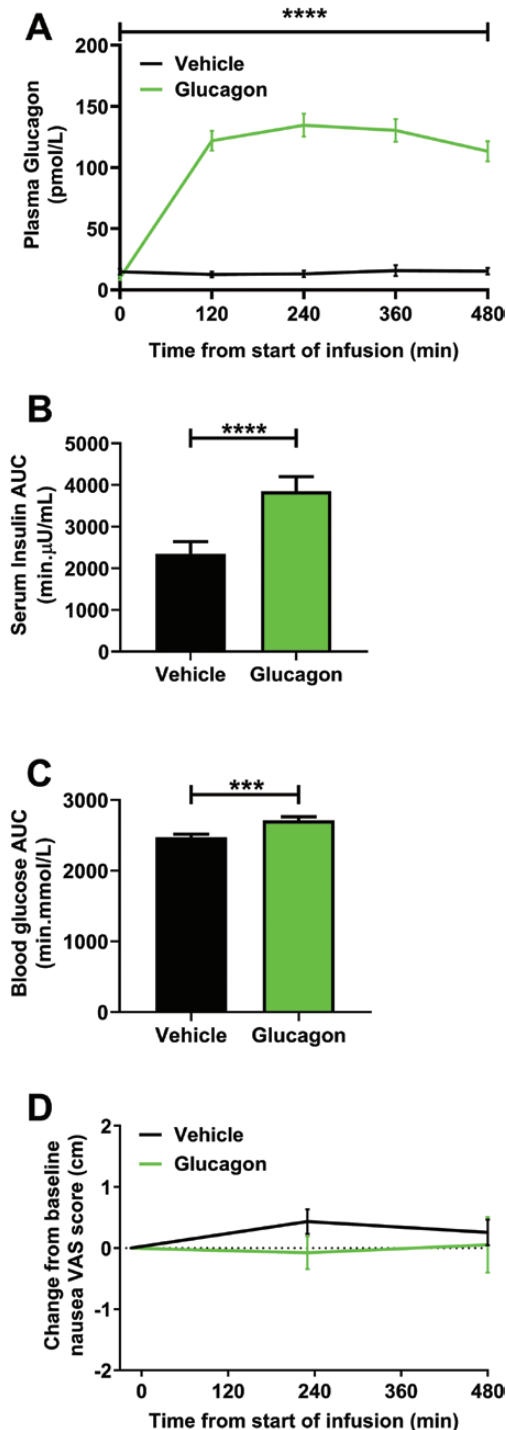 A
****
Vehicle
Glucagon
Plasma Glucagon
(pmol/L)
200
150
100
50
0
0 120 240 360 480
Time from start of infusion (min)
B
****
Serum Insulin AUC
(min.μU/mL)
5000
4000
3000
2000
1000
0
Vehicle Glucagon
C
***
Blood glucose AUC
(min.mmol/L)
3000
2000
1000
0
Vehicle Glucagon
D
Vehicle
Glucagon
Change from baseline
nausea VAS score (cm)
2
1
0
-1
-2
0 120 240 360 480
Time from start of infusion (min)